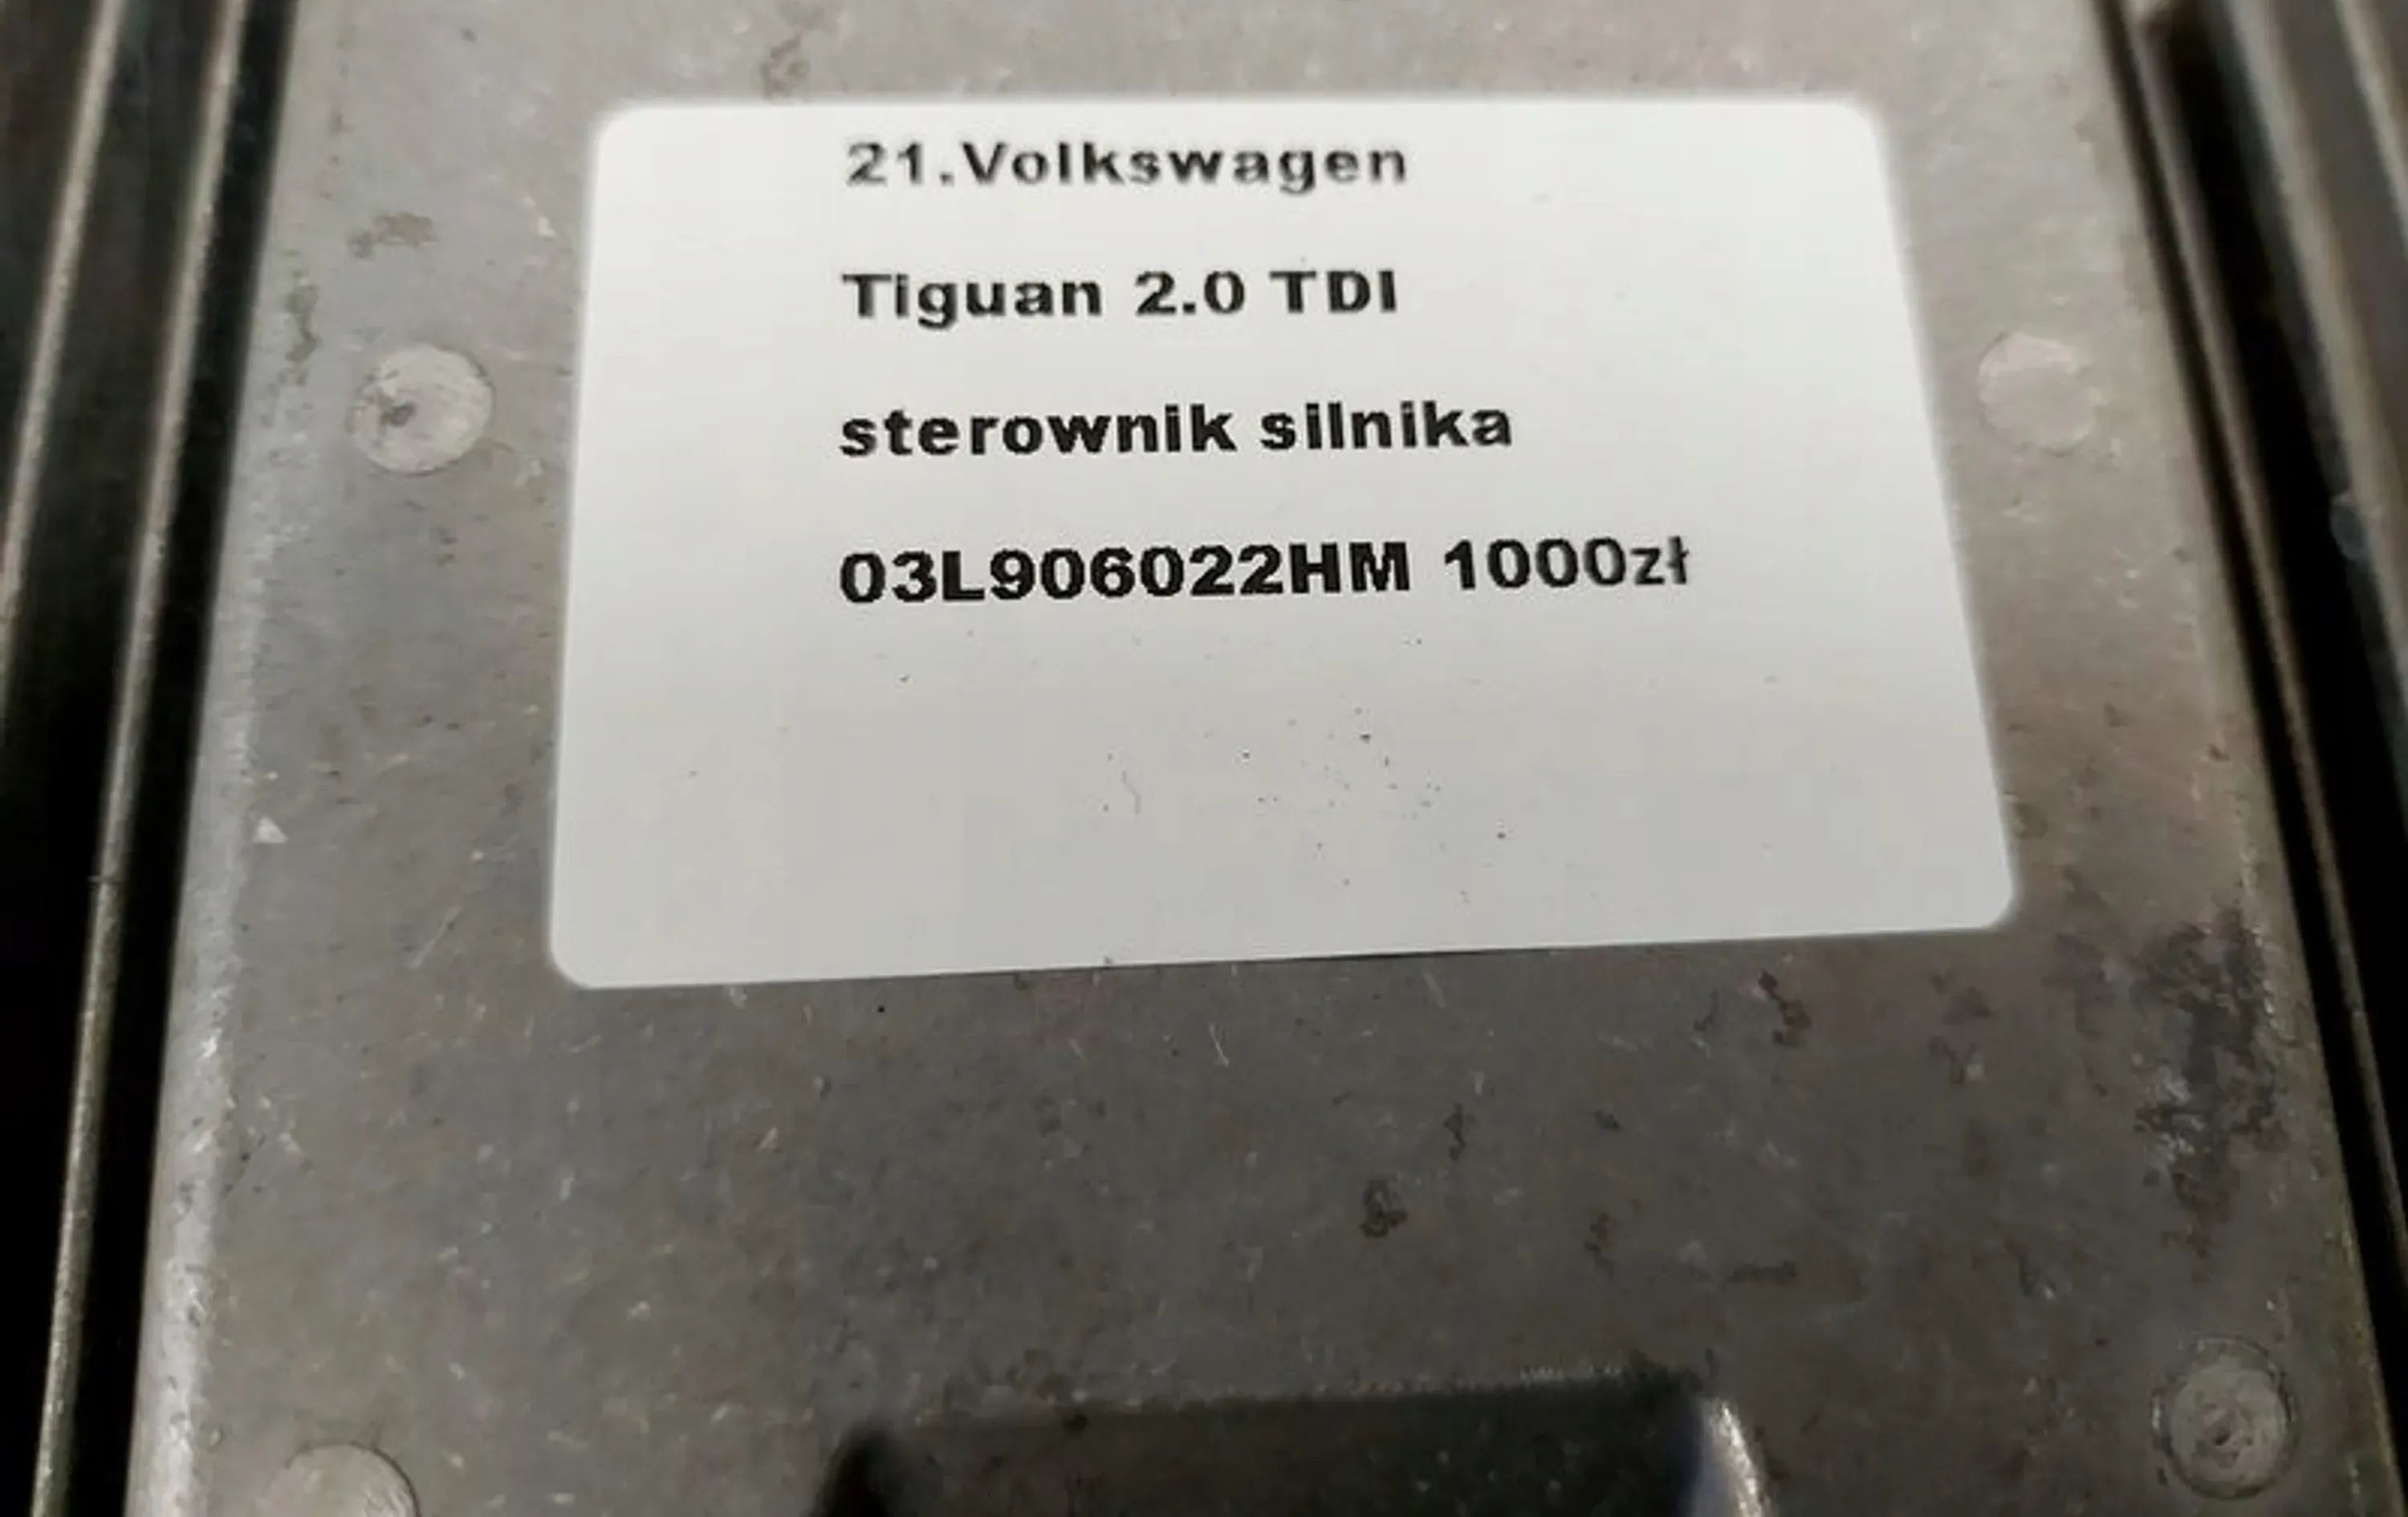 21.Volkswagen
Tiguan 2.0 TDI
sterownik silnika
03L906022HM 1000zł